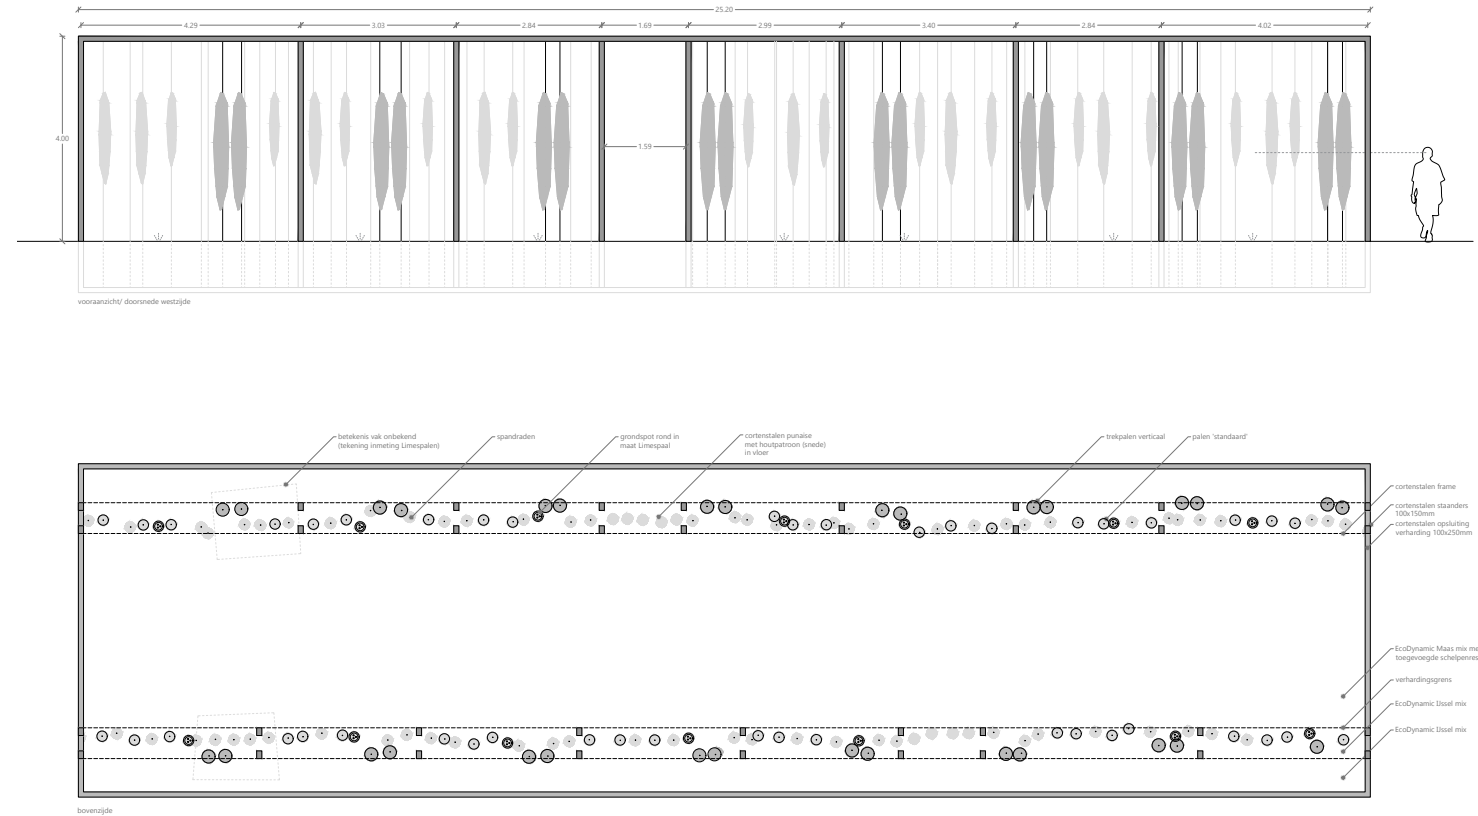 25.20
4.29
3.03
2.84
1.69
2.99
3.40
2.84
4.02
4.00
1.59
vooraanzicht/ doorsnede westzijde
betekenis vak onbekend
(tekening inmeting Limespalen)
spandraden
grondspot rond in
maat Limespaal
cortenstalen punaise
met houtpatroon (snede)
in vloer
trekpalen verticaal
palen 'standaard'
cortenstalen frame
cortenstalen staanders
100x150mm
cortenstalen opsluiting
verharding 100x250mm
EcoDynamic Maas mix me
toegevoegde schelpenres
verhardingsgrens
EcoDynamic IJssel mix
EcoDynamic IJssel mix
bovenzijde